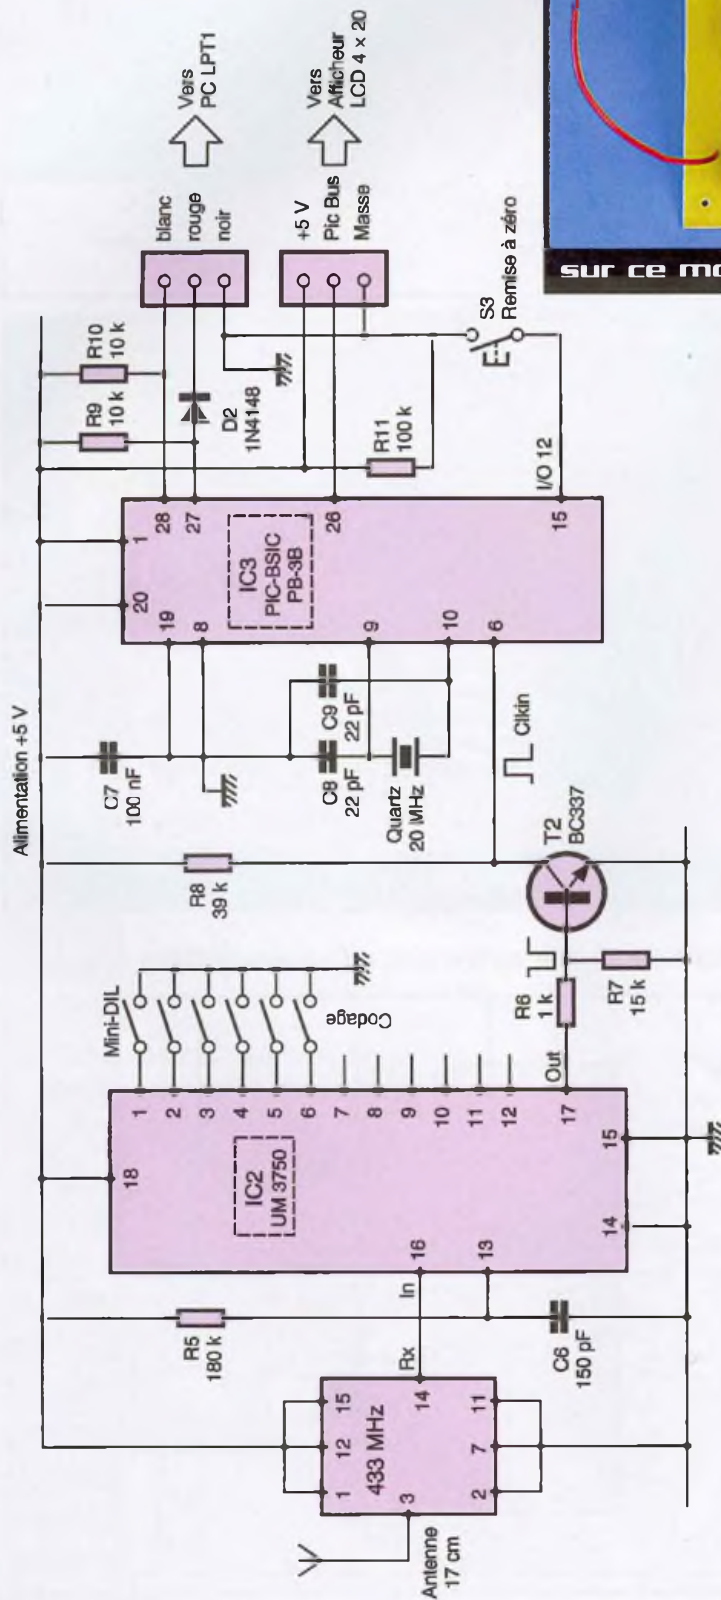 Alimentation +5 V
Antenne
17 cm
433 MHz
1
12
15
3
14
2
7
11
Rx
In
R5
180 k
C6
150 pF
IC2
UM 3750
18
16
13
14
15
1
2
3
4
5
6
7
8
9
10
11
12
17
Out
Mini-DIL
Codage
R6
1 k
R7
15 k
R8
39 k
T2
BC337
Clkin
C7
100 nF
C8
22 pF
C9
22 pF
Quartz
20 MHz
IC3
PIC-BSIC
PB-3B
20
1
19
8
9
10
6
28
27
26
15
I/O 12
R9
10 k
R10
10 k
D2
1N4148
R11
100 k
S3
Remise à zéro
blanc
rouge
noir
Vers
PC LPT1
+5 V
Pic Bus
Masse
Vers
Afficheur
LCD 4 x 20
sur ce mo